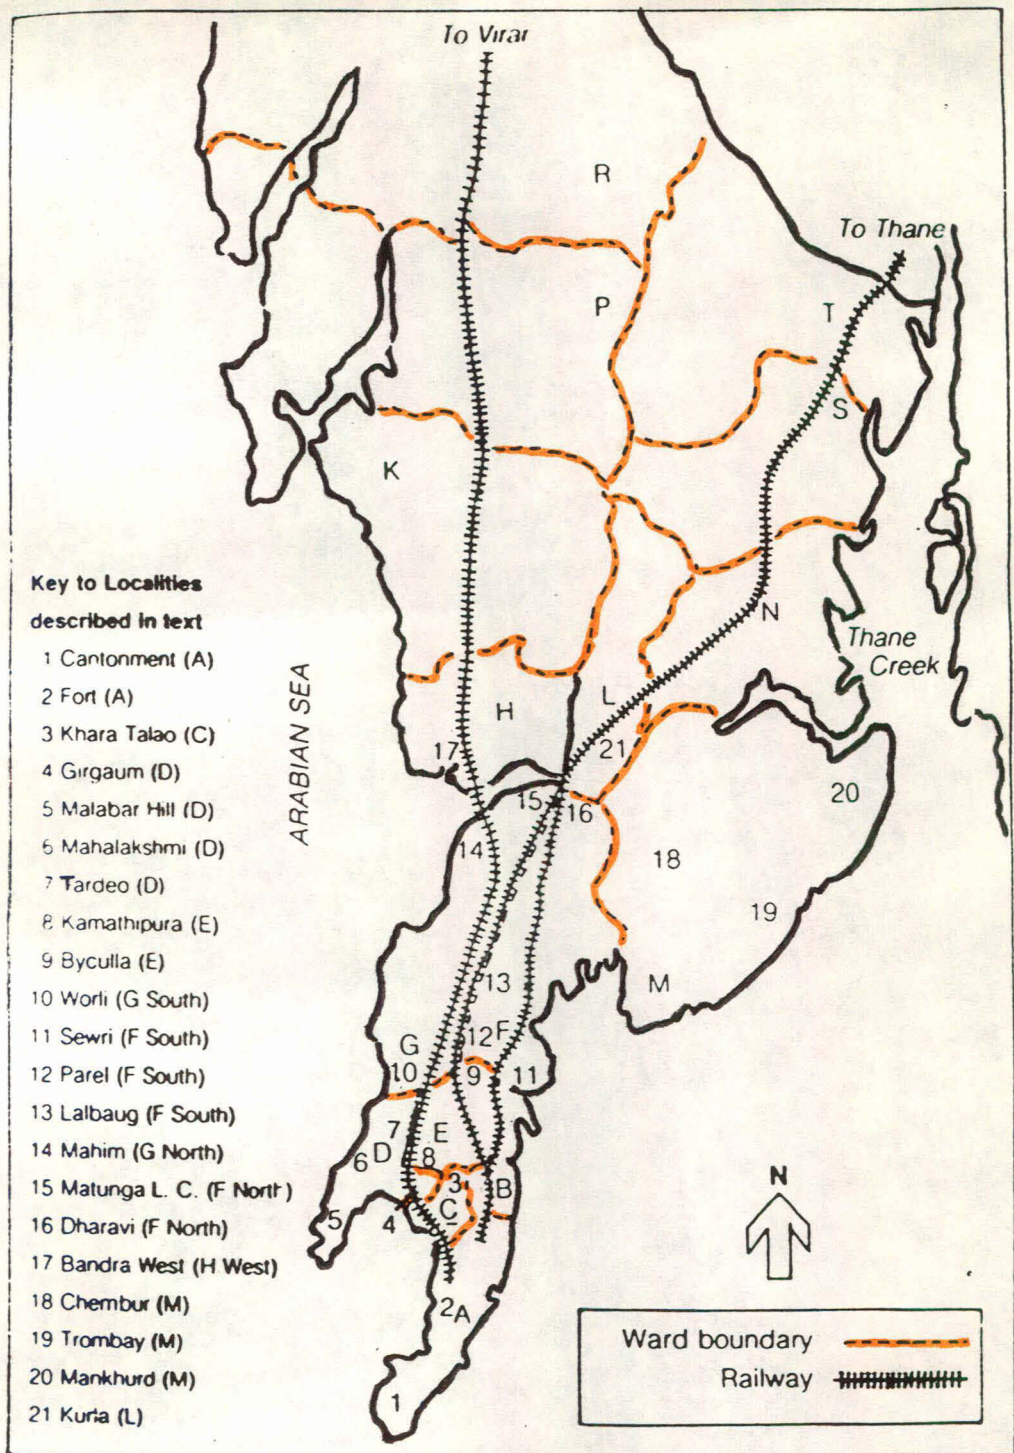 To Virar
R
To Thane
P
T
S
K
Key to Localities
described in text
N
1 Cantonment (A)
Thane
Creek
2 Fort (A)
ARABIAN SEA
L
H
3 Khara Talao (C)
17
21
4 Girgaum (D)
20
5 Malabar Hill (D)
15
16
6 Mahalakshmi (D)
14
18
7 Tardeo (D)
19
8 Kamathipura (E)
9 Byculla (E)
13
M
10 Worli (G South)
11 Sewri (F South)
12
F
G
10
9
11
12 Parel (F South)
13 Lalbaug (F South)
7
E
14 Mahim (G North)
6
D
8
15 Matunga L. C. (F North)
3
B
N
5
4
C
16 Dharavi (F North)
17 Bandra West (H West)
18 Chembur (M)
2
A
19 Trombay (M)
Ward boundary
20 Mankhurd (M)
Railway
21 Kurla (L)
1